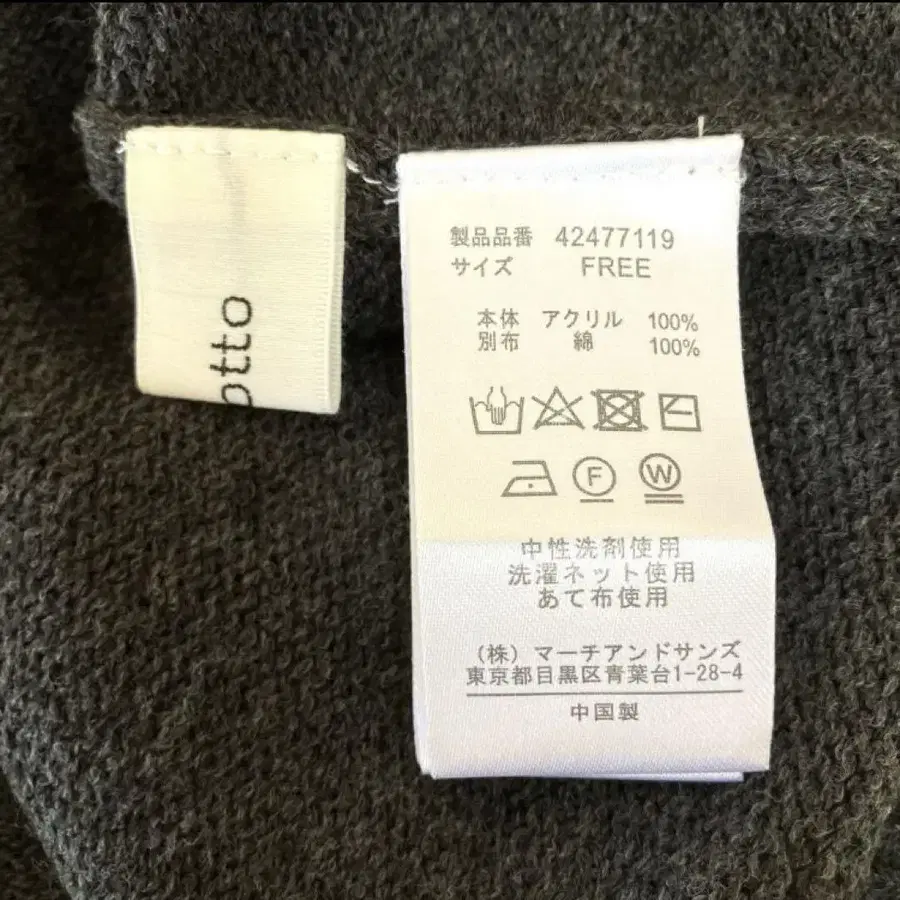 otto
製品品番 42477119
サイズ FREE
本体 アクリル 100%
別布 綿 100%
F W
中性洗剤使用
洗濯ネット使用
あて布使用
(株) マーチアンドサンズ
東京都目黒区青葉台1-28-4
中国製